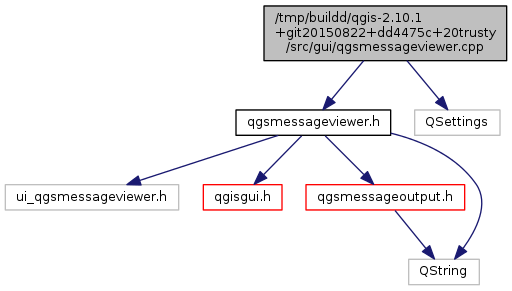 /tmp/buildd/qgis-2.10.1
+git20150822+dd4475c+20trusty
/src/gui/qgsmessageviewer.cpp
qgsmessageviewer.h
QSettings
ui_qgsmessageviewer.h
qgisgui.h
qgsmessageoutput.h
QString